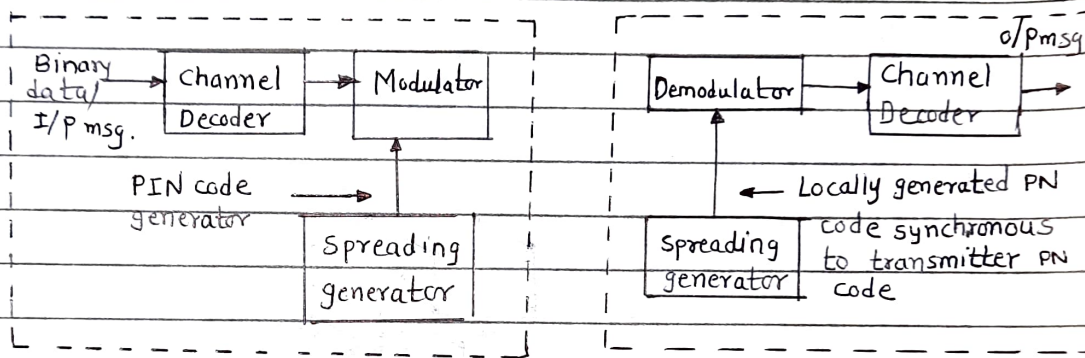 Binary
data/
I/P msg.
Channel
Decoder
Modulator
PIN code
generator
Spreading
generator
Demodulator
Channel
Decoder
O/P msg
Spreading
generator
Locally generated PN
code synchronous
to transmitter PN
code